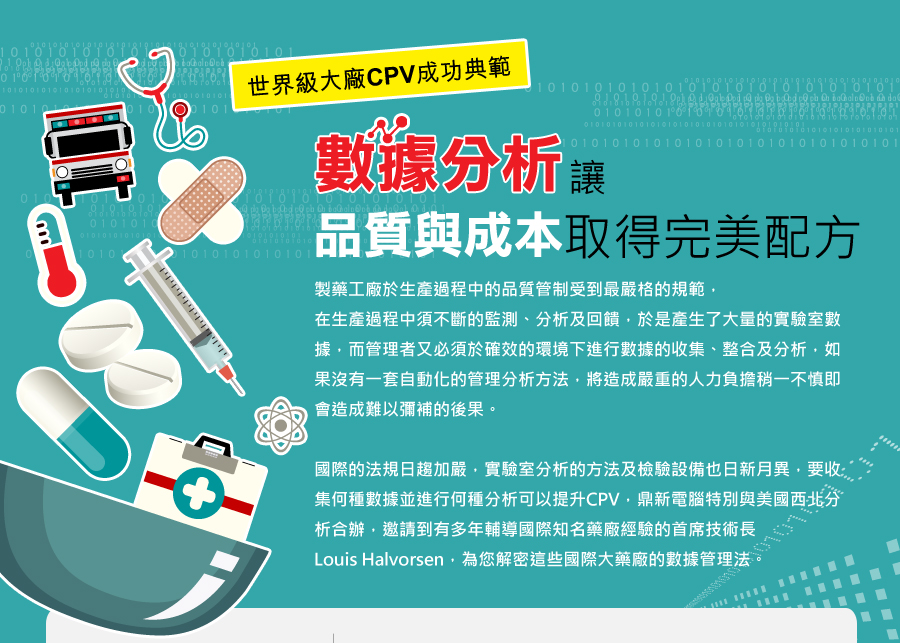 世界級大廠CPV成功典範
數據分析讓
品質與成本取得完美配方
製藥工廠於生產過程中的品質管制受到最嚴格的規範，
在生產過程中須不斷的監測、分析及回饋，於是產生了大量的實驗室數
據，而管理者又必須於確效的環境下進行數據的收集、整合及分析，如
果沒有一套自動化的管理分析方法，將造成嚴重的人力負擔稍一不慎即
會造成難以彌補的後果。
國際的法規日趨加嚴，實驗室分析的方法及檢驗設備也日新月異，要收
集何種數據並進行何種分析可以提升CPV，鼎新電腦特別與美國西北分
析合辦，邀請到有多年輔導國際知名藥廠經驗的首席技術長
Louis Halvorsen，為您解密這些國際大藥廠的數據管理法。